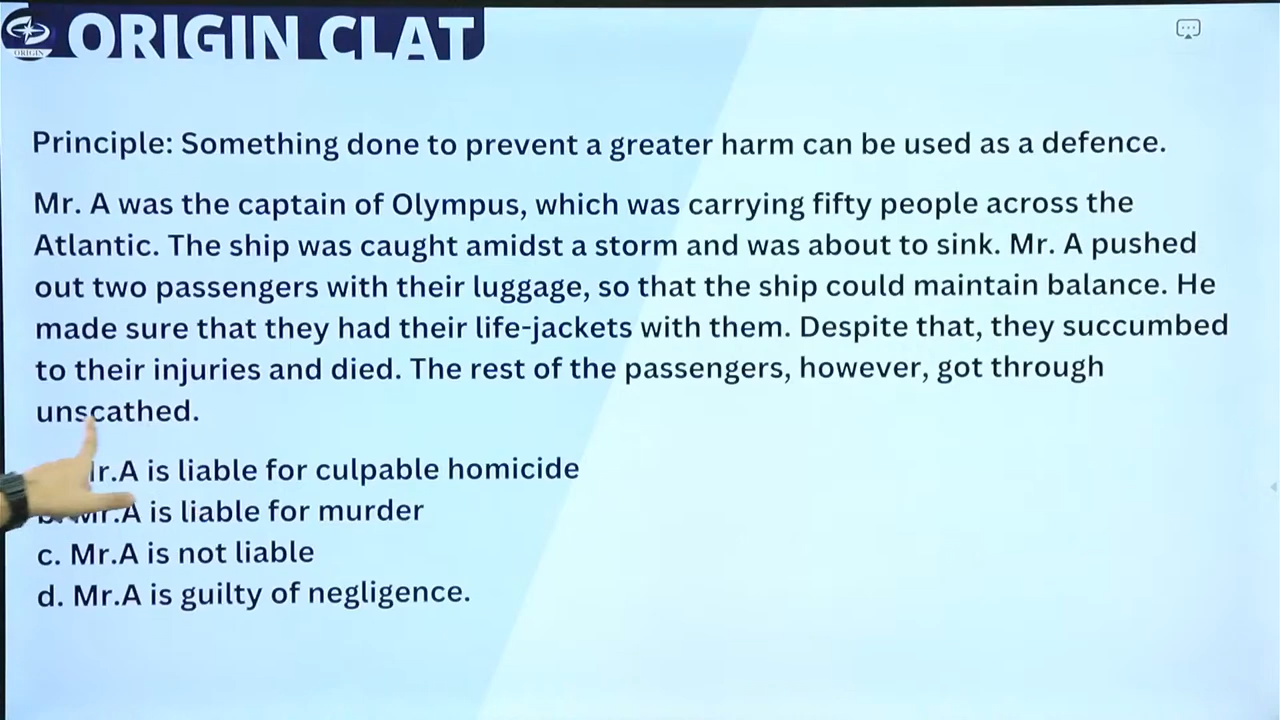 ORIGIN CLAT
ORIGIN
Principle: Something done to prevent a greater harm can be used as a defence.
Mr. A was the captain of Olympus, which was carrying fifty people across the
Atlantic. The ship was caught amidst a storm and was about to sink. Mr. A pushed
out two passengers with their luggage, so that the ship could maintain balance. He
made sure that they had their life-jackets with them. Despite that, they succumbed
to their injuries and died. The rest of the passengers, however, got through
unscathed.
Mr.A is liable for culpable homicide
b. Mr.A is liable for murder
c. Mr.A is not liable
d. Mr.A is guilty of negligence.